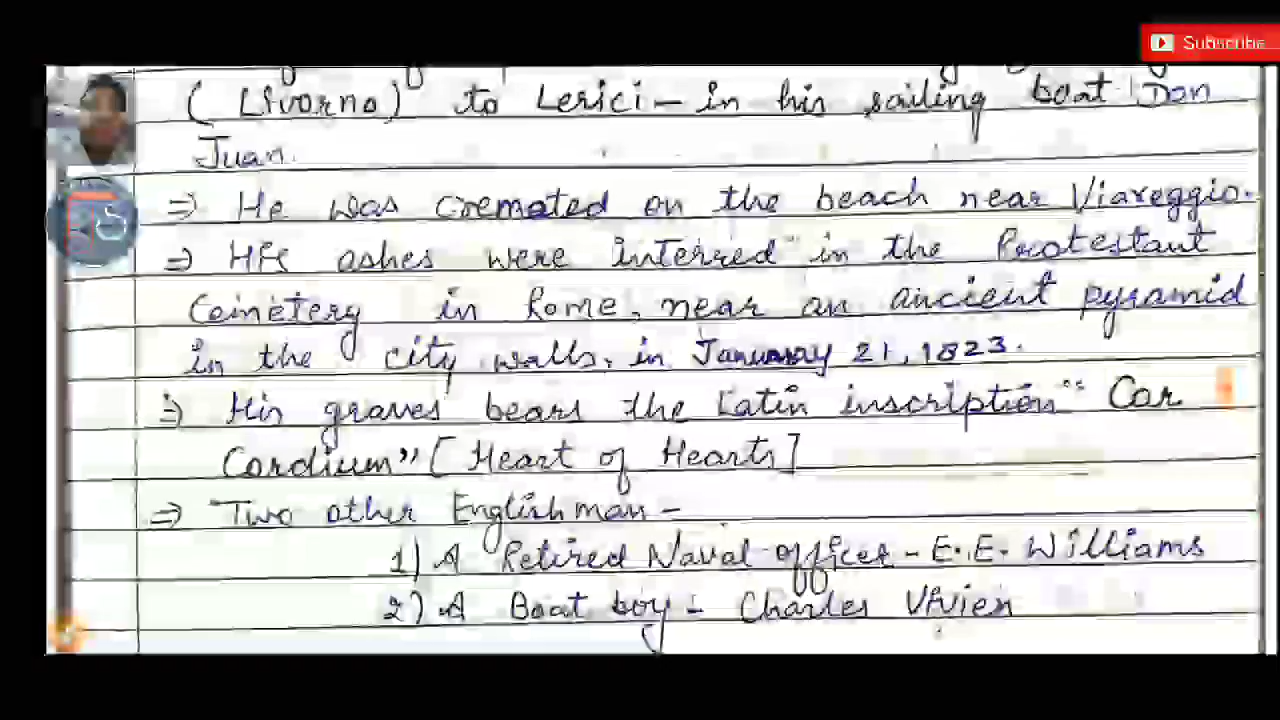 Subscribe
(Livorno) to Lerici - in his sailing boat Don
Juan.
⇒ He was cremated on the beach near Viareggio.
⇒ His ashes were interred in the Protestant
Cemetery in Rome, near an ancient pyramid
in the city walls, in January 21, 1823.
⇒ His graves bears the Latin inscription "Cor
Cordium" [Heart of Hearts]
⇒ Two other Englishman -
1) A Retired Naval officer - E.E. Williams
2) A Boat boy - Charles Vivien